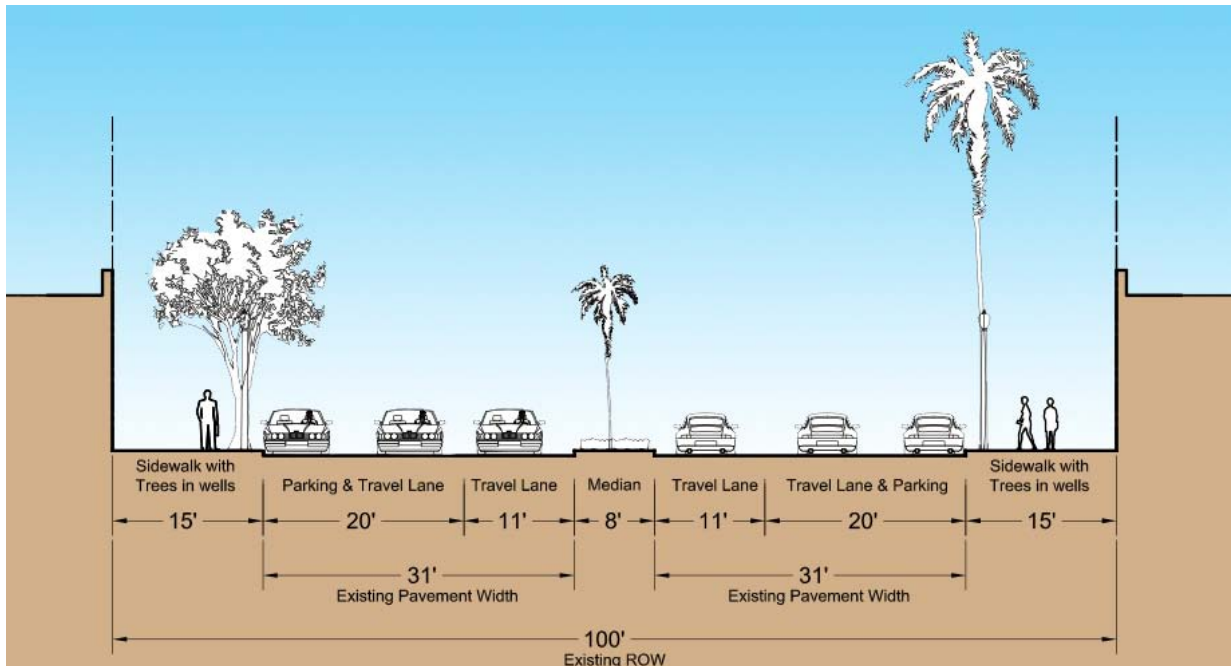 Sidewalk with
Trees in wells
Parking & Travel Lane
Travel Lane
Median
Travel Lane
Travel Lane & Parking
Sidewalk with
Trees in wells
15'
20'
11'
8'
11'
20'
15'
31'
Existing Pavement Width
31'
Existing Pavement Width
100'
Existing ROW